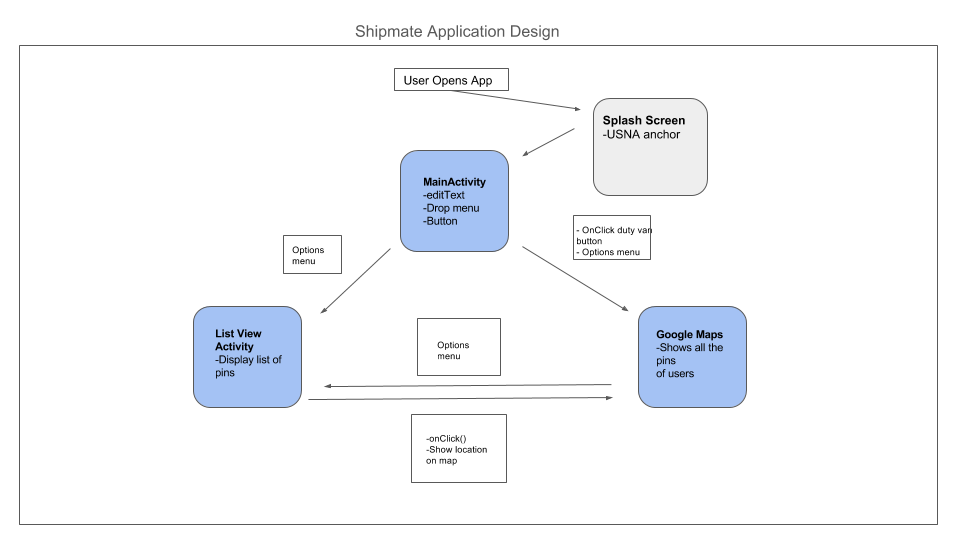 Shipmate Application Design
User Opens App
Splash Screen
-USNA anchor
MainActivity
-editText
-Drop menu
-Button
- OnClick duty van
button
- Options menu
Options
menu
List View
Activity
-Display list of
pins
Options
menu
Google Maps
-Shows all the
pins
of users
-onClick()
-Show location
on map